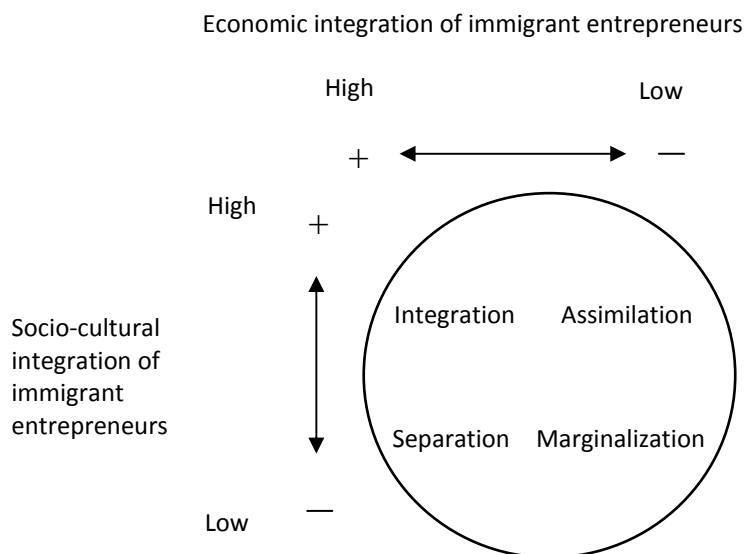 Economic integration of immigrant entrepreneurs
High Low
+ —
High +
Integration Assimilation
Socio-cultural
integration of
immigrant
entrepreneurs
Separation Marginalization
Low —